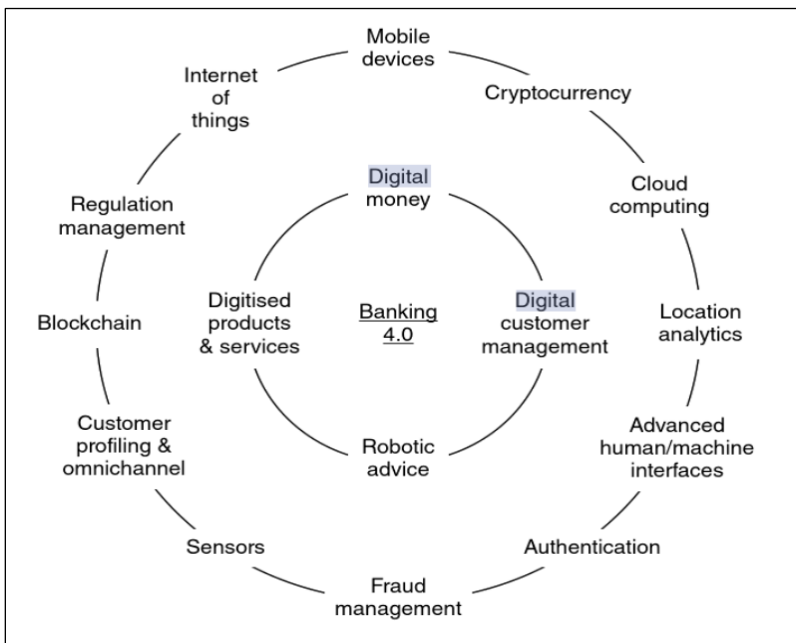 Mobile
devices
Cryptocurrency
Cloud
computing
Location
analytics
Advanced
human/machine
interfaces
Authentication
Fraud
management
Sensors
Customer
profiling &
omnichannel
Blockchain
Regulation
management
Internet
of
things
Digital
money
Digital
customer
management
Robotic
advice
Digitised
products
& services
Banking
4.0